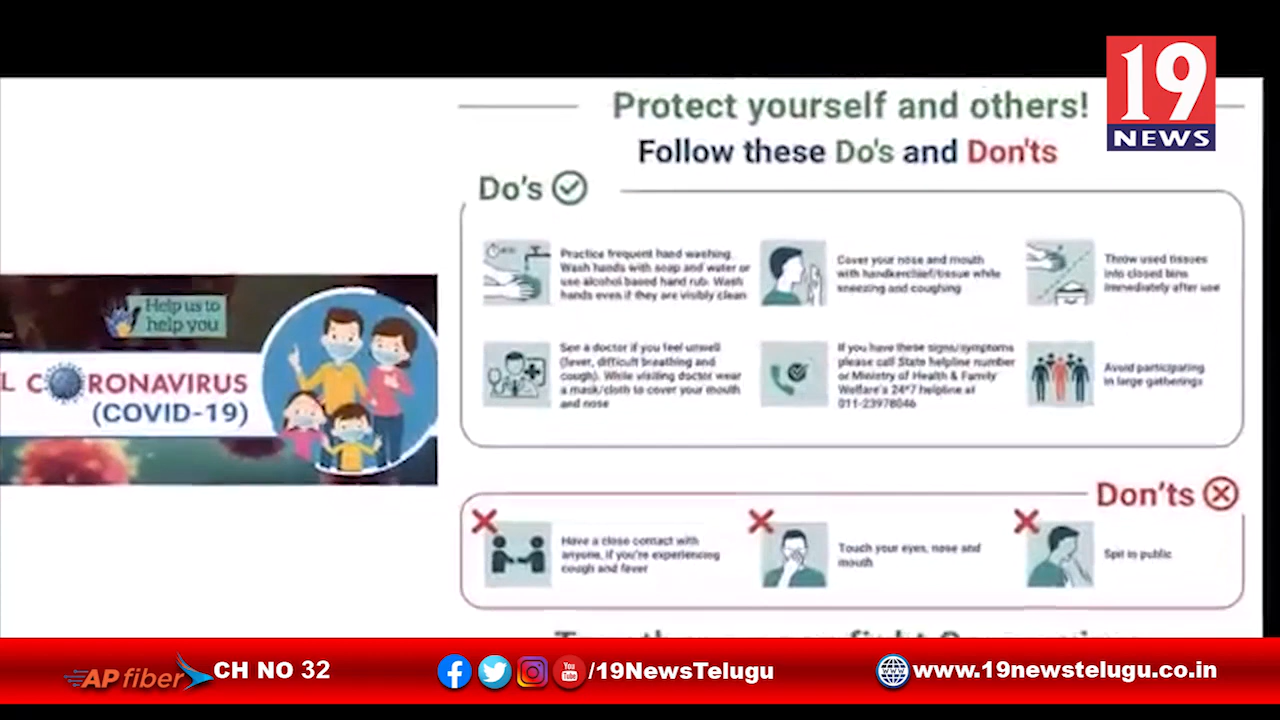 19
NEWS
Protect yourself and others!
Follow these Do's and Don'ts
Do's
Practice frequent hand washing.
Wash hands with soap and water or
use alcohol based hand rub. Wash
hands even if they are visibly clean
Cover your nose and mouth
with handkerchief/tissue while
sneezing and coughing
Throw used tissues
into closed bins
immediately after use
See a doctor if you feel unwell
(fever, difficult breathing and
cough). While visiting doctor wear
a mask/cloth to cover your mouth
and nose
If you have these signs/symptoms
please call State helpline number
or Ministry of Health & Family
Welfare's 24*7 helpline at
011-23978046
Avoid participating
in large gatherings
Don'ts
Have a close contact with
anyone, if you're experiencing
cough and fever
Touch your eyes, nose and
mouth
Spit in public
Help us to
help you
L CORONAVIRUS
(COVID-19)
AP fiber CH NO 32
You
Tube
/19NewsTelugu
www.19newstelugu.co.in